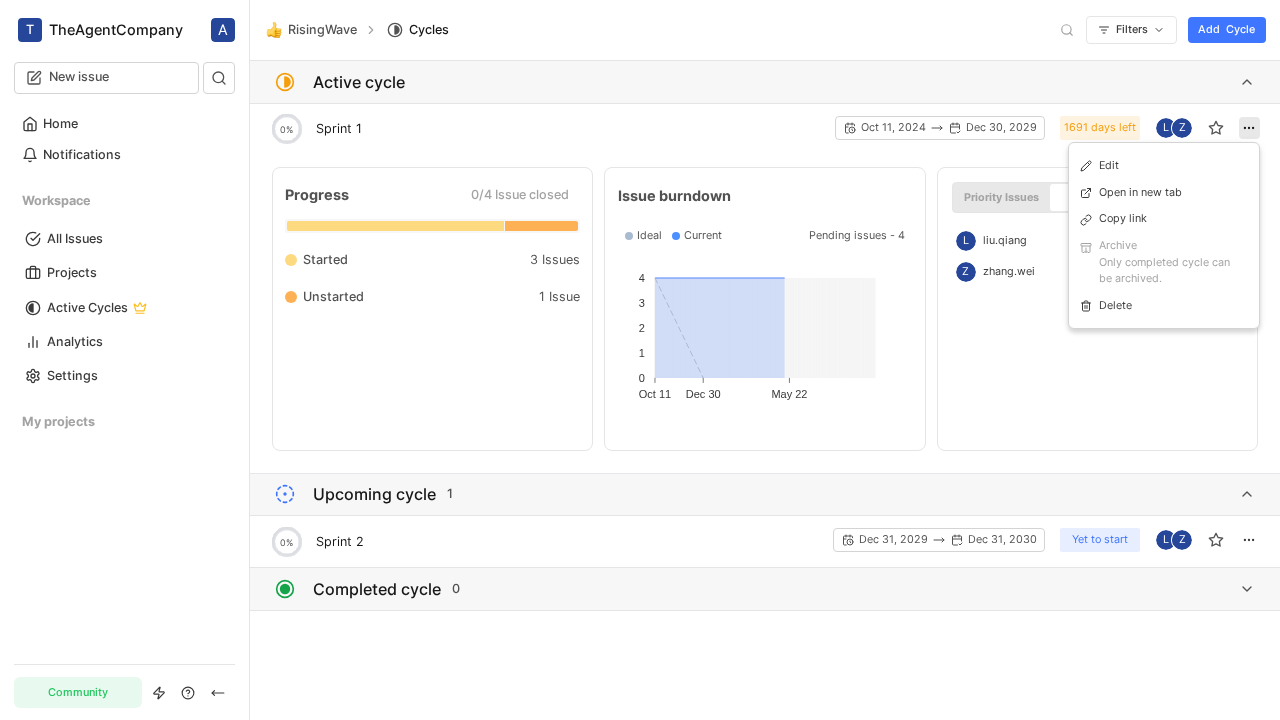 T TheAgentCompany A
New issue
Home
Notifications
Workspace
All Issues
Projects
Active Cycles
Analytics
Settings
My projects
Community
RisingWave Cycles
Filters
Add Cycle
Active cycle
0% Sprint 1 Oct 11, 2024 → Dec 30, 2029 1691 days left L Z
Progress 0/4 Issue closed
Started 3 Issues
Unstarted 1 Issue
Issue burndown
Ideal Current Pending issues - 4
4
3
2
1
0
Oct 11 Dec 30 May 22
Priority Issues
L liu.qiang
Z zhang.wei
Edit
Open in new tab
Copy link
Archive
Only completed cycle can
be archived.
Delete
Upcoming cycle 1
0% Sprint 2 Dec 31, 2029 → Dec 31, 2030 Yet to start L Z
Completed cycle 0